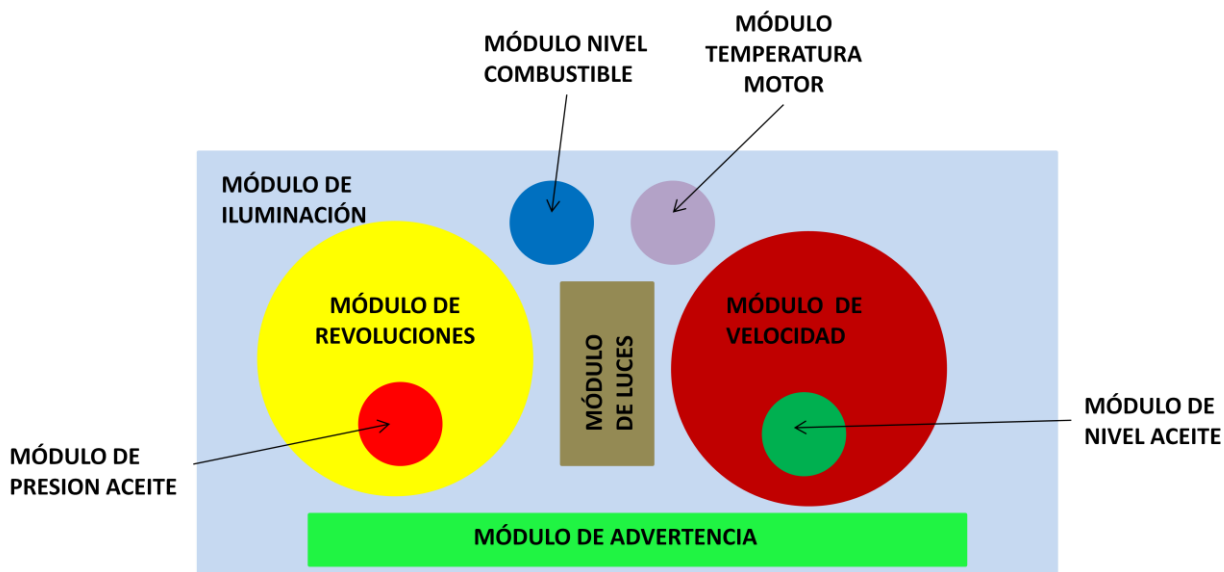 MÓDULO NIVEL
COMBUSTIBLE
MÓDULO
TEMPERATURA
MOTOR
MÓDULO DE
ILUMINACIÓN
MÓDULO DE
REVOLUCIONES
MÓDULO
DE LUCES
MÓDULO  DE
VELOCIDAD
MÓDULO DE
PRESION ACEITE
MÓDULO DE
NIVEL ACEITE
MÓDULO DE ADVERTENCIA